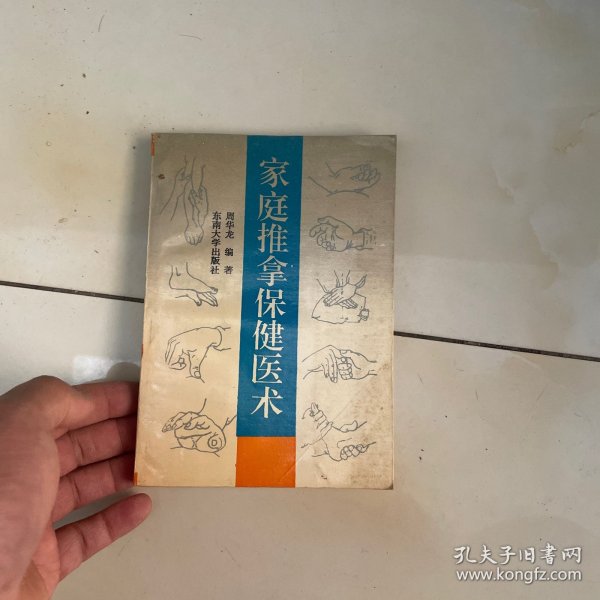 家庭推拿保健医术
周华龙 编著
东南大学出版社
孔夫子旧书网
www.kongfz.com